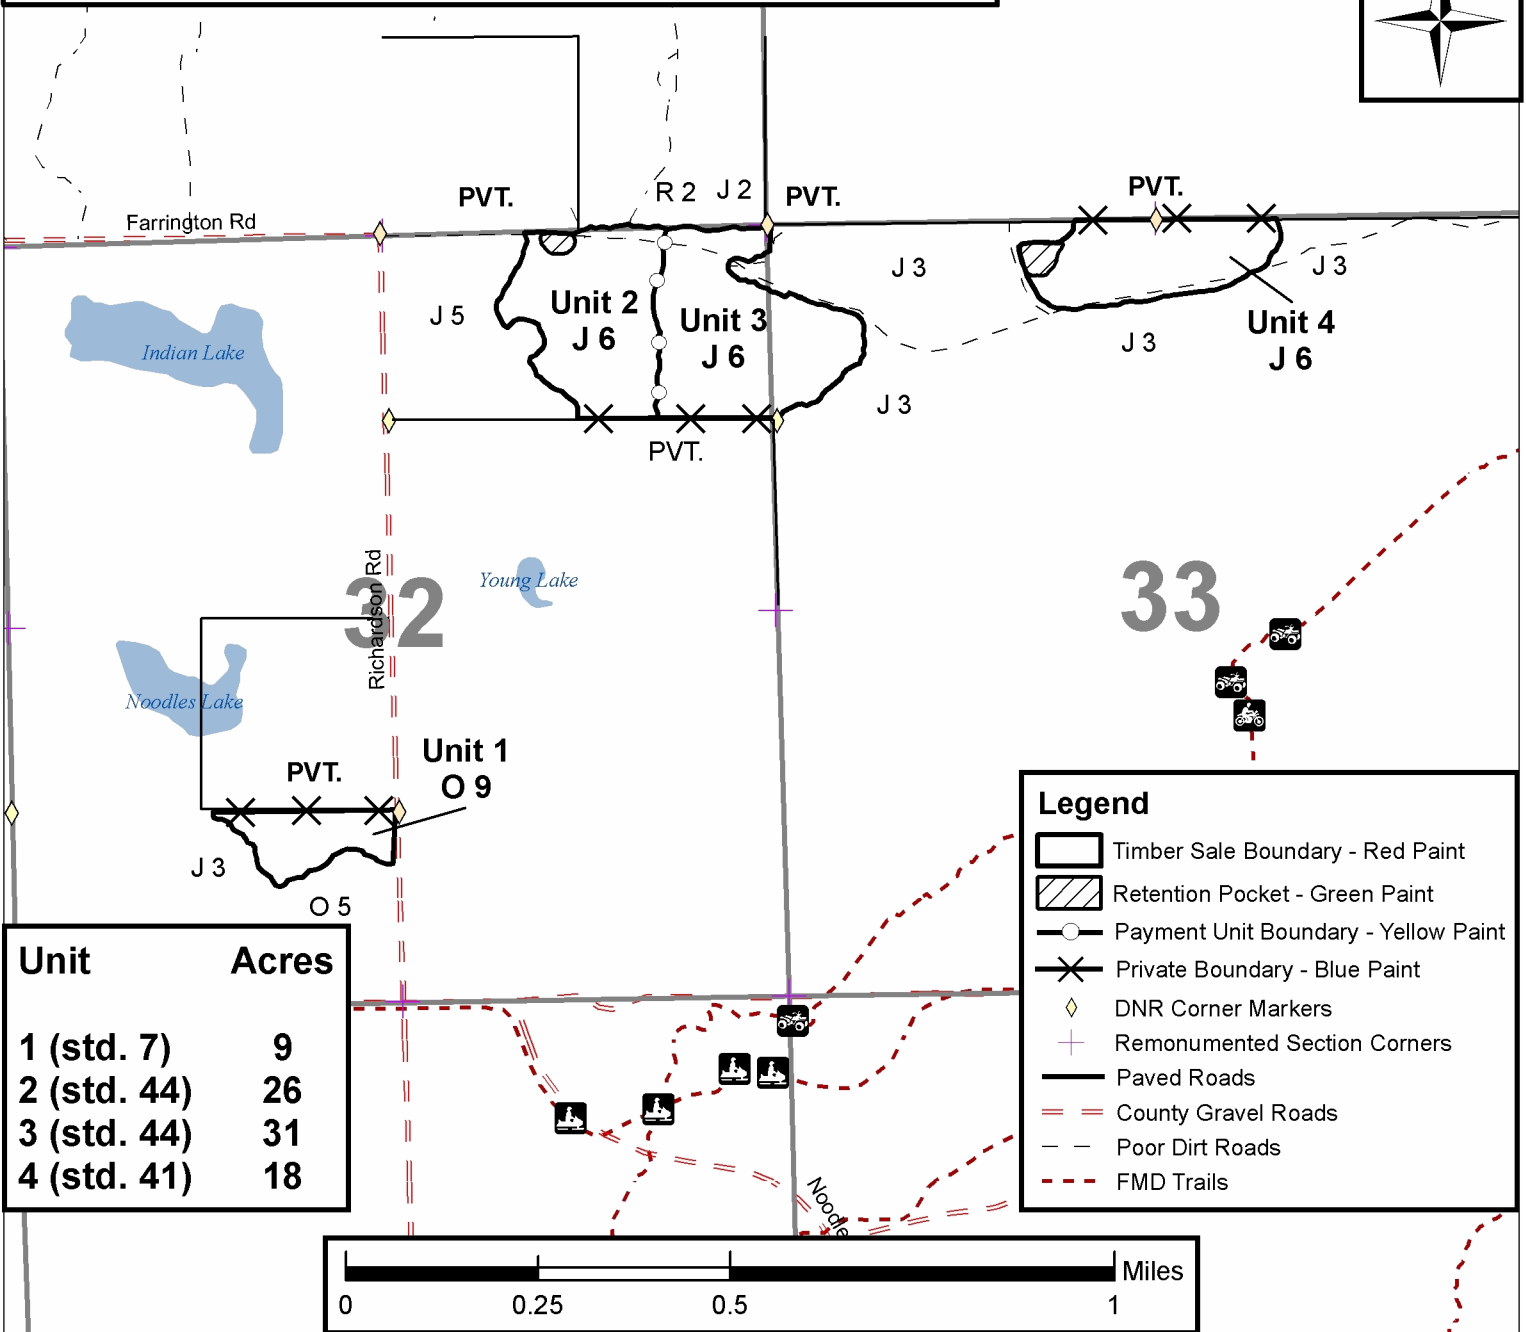 PVT.
R 2
J 2
PVT.
PVT.
Farrington Rd
J 3
J 3
J 5
Unit 2
J 6
Unit 3
J 6
Unit 4
J 6
J 3
J 3
Indian Lake
PVT.
Richardson Rd
32
Young Lake
33
Noodles Lake
PVT.
Unit 1
O 9
J 3
O 5
Unit Acres
1 (std. 7) 9
2 (std. 44) 26
3 (std. 44) 31
4 (std. 41) 18
Legend
Timber Sale Boundary - Red Paint
Retention Pocket - Green Paint
Payment Unit Boundary - Yellow Paint
Private Boundary - Blue Paint
DNR Corner Markers
Remonumented Section Corners
Paved Roads
County Gravel Roads
Poor Dirt Roads
FMD Trails
Noodle
Miles
0 0.25 0.5 1